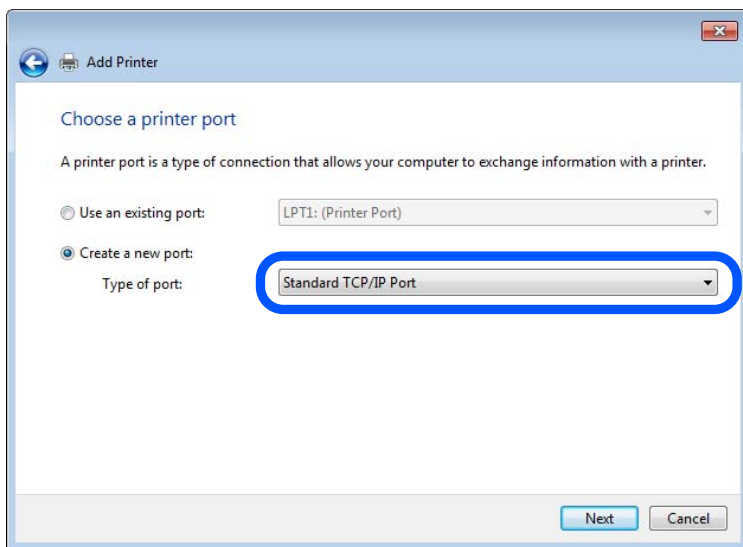 Add Printer
Choose a printer port
A printer port is a type of connection that allows your computer to exchange information with a printer.
Use an existing port: LPT1: (Printer Port)
Create a new port:
Type of port: Standard TCP/IP Port
Next Cancel